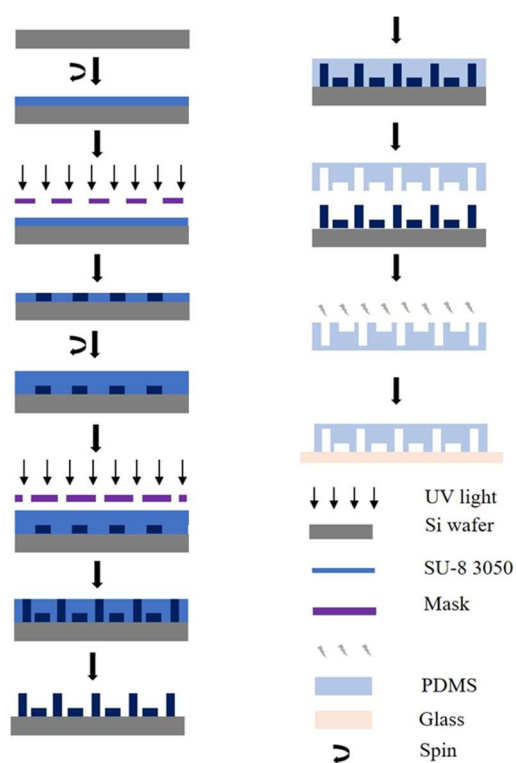 UV light
Si wafer
SU-8 3050
Mask
PDMS
Glass
Spin